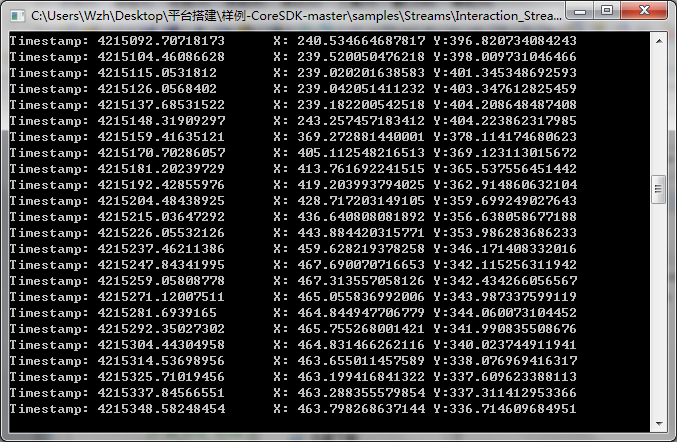 C:\Users\Wzh\Desktop\平台搭建\样例-CoreSDK-master\samples\Streams\Interaction_Strea...
Timestamp: 4215092.70718173 X: 240.534664687817 Y:396.820734084243
Timestamp: 4215104.46086628 X: 239.520050476218 Y:398.009731046466
Timestamp: 4215115.0531812 X: 239.020201638583 Y:401.345348692593
Timestamp: 4215126.0568402 X: 239.042051411232 Y:403.347612825459
Timestamp: 4215137.68531522 X: 239.182200542518 Y:404.208648487408
Timestamp: 4215148.31909297 X: 243.257457183412 Y:404.223862317985
Timestamp: 4215159.41635121 X: 369.272881440001 Y:378.114174680623
Timestamp: 4215170.70286057 X: 405.112548216513 Y:369.123113015672
Timestamp: 4215181.20239729 X: 413.761692241515 Y:365.537556451442
Timestamp: 4215192.42855976 X: 419.203993794025 Y:362.914860632104
Timestamp: 4215204.48438925 X: 428.717203149105 Y:359.699249027643
Timestamp: 4215215.03647292 X: 436.640808081892 Y:356.638058677188
Timestamp: 4215226.05532126 X: 443.884420315771 Y:353.986283686233
Timestamp: 4215237.46211386 X: 459.628219378258 Y:346.171408332016
Timestamp: 4215247.84341995 X: 467.690070716653 Y:342.115256311942
Timestamp: 4215259.05808778 X: 467.313557058126 Y:342.434266056567
Timestamp: 4215271.12007511 X: 465.055836992006 Y:343.987337599119
Timestamp: 4215281.6939165 X: 464.844947706779 Y:344.060073104452
Timestamp: 4215292.35027302 X: 465.755268001421 Y:341.990835508676
Timestamp: 4215304.44304958 X: 464.831466262116 Y:340.023744911941
Timestamp: 4215314.53698956 X: 463.655011457589 Y:338.076969416317
Timestamp: 4215325.71019456 X: 463.199416841322 Y:337.609623388113
Timestamp: 4215337.84566551 X: 463.288355579854 Y:337.311412953366
Timestamp: 4215348.58248454 X: 463.798268637144 Y:336.714609684951